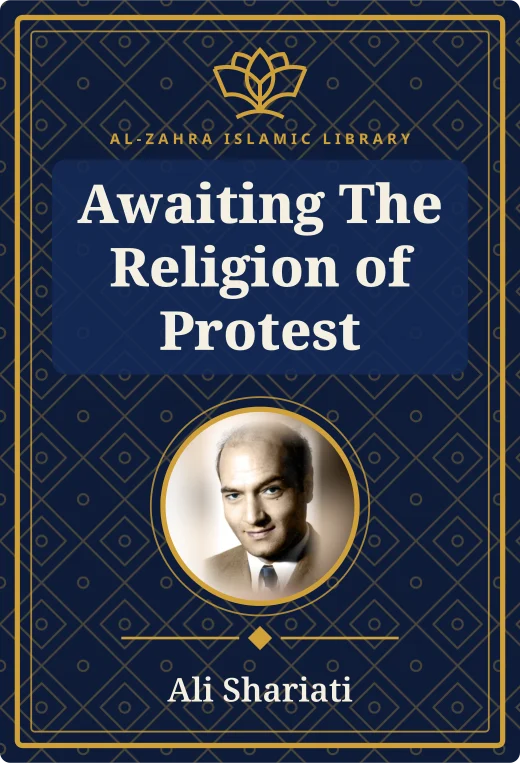 AL-ZAHRA ISLAMIC LIBRARY
Awaiting The
Religion of
Protest
Ali Shariati